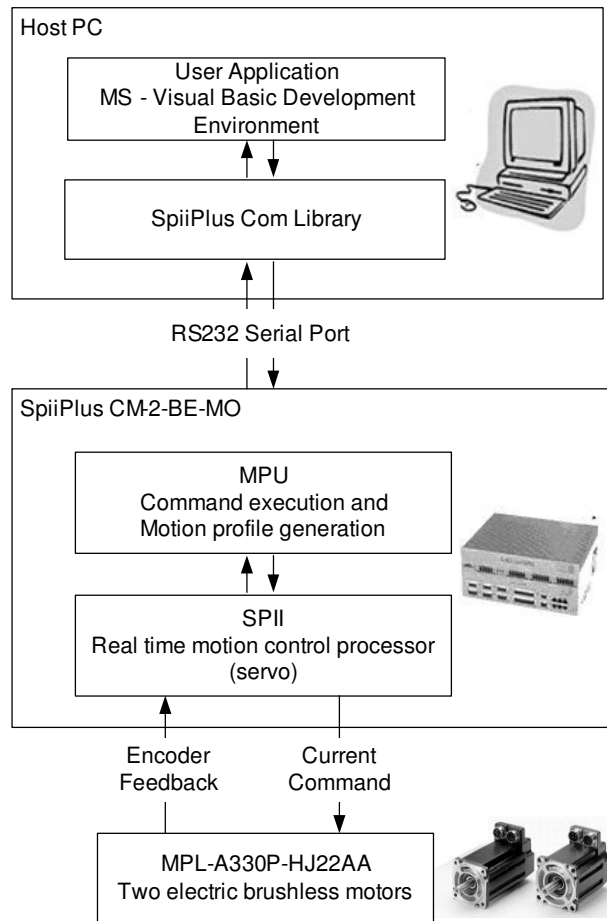 Host PC
User Application
MS - Visual Basic Development
Environment
SpiiPlus Com Library
RS232 Serial Port
SpiiPlus CM-2-BE-MO
MPU
Command execution and
Motion profile generation
SPII
Real time motion control processor
(servo)
Encoder
Feedback
Current
Command
MPL-A330P-HJ22AA
Two electric brushless motors